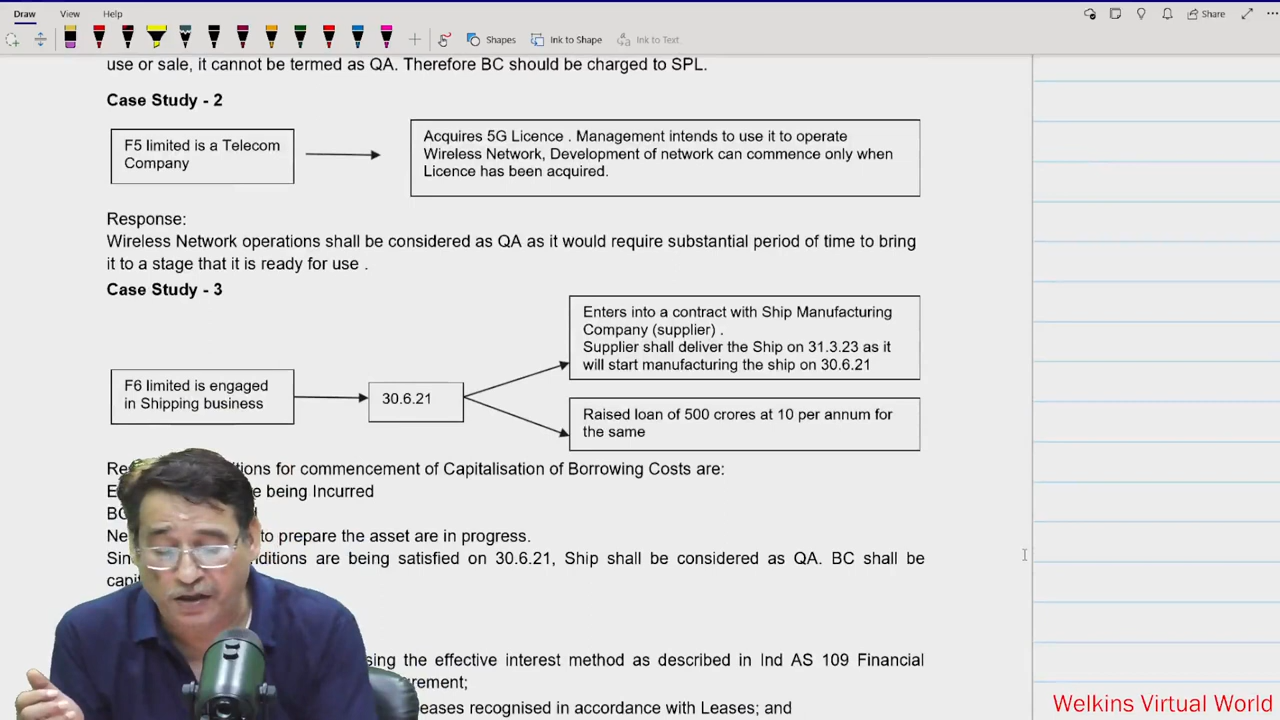 Draw View Help
Share
Shapes Ink to Shape Ink to Text
use or sale, it cannot be termed as QA. Therefore BC should be charged to SPL.
Case Study - 2
F5 limited is a Telecom
Company
Acquires 5G Licence . Management intends to use it to operate
Wireless Network, Development of network can commence only when
Licence has been acquired.
Response:
Wireless Network operations shall be considered as QA as it would require substantial period of time to bring
it to a stage that it is ready for use .
Case Study - 3
Enters into a contract with Ship Manufacturing
Company (supplier) .
Supplier shall deliver the Ship on 31.3.23 as it
will start manufacturing the ship on 30.6.21
F6 limited is engaged
in Shipping business
30.6.21
Raised loan of 500 crores at 10 per annum for
the same
for commencement of Capitalisation of Borrowing Costs are:
being Incurred
to prepare the asset are in progress.
are being satisfied on 30.6.21, Ship shall be considered as QA. BC shall be
the effective interest method as described in Ind AS 109 Financial
recognised in accordance with Leases; and
Welkins Virtual World